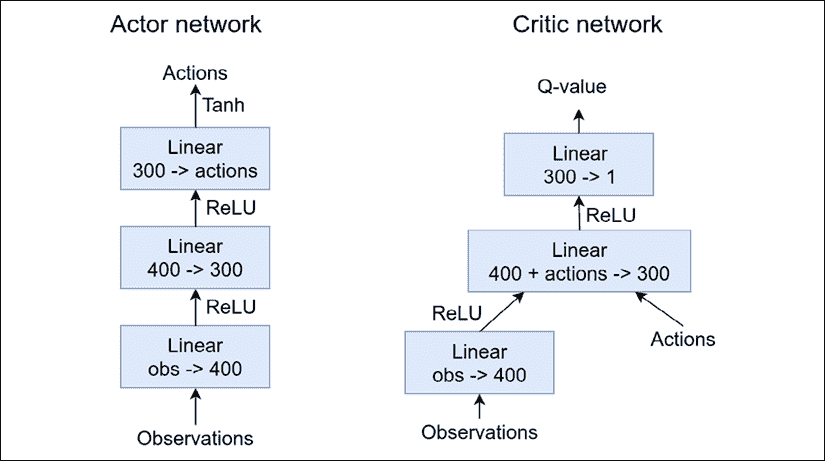 Actor network
Actions
Tanh
Linear
300 -> actions
ReLU
Linear
400 -> 300
ReLU
Linear
obs -> 400
Observations
Critic network
Q-value
Linear
300 -> 1
ReLU
Linear
400 + actions -> 300
ReLU
Actions
Linear
obs -> 400
Observations